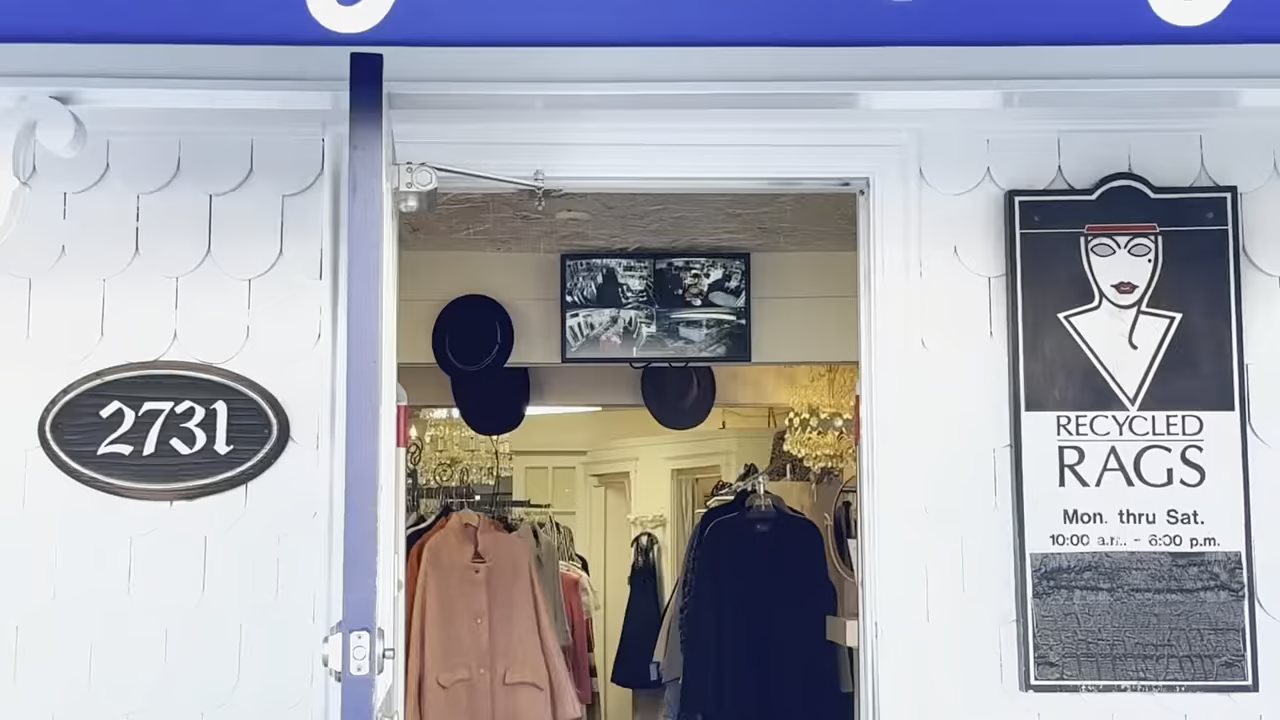 2731
RECYCLED
RAGS
Mon. thru Sat.
10:00 a.m. - 6:00 p.m.